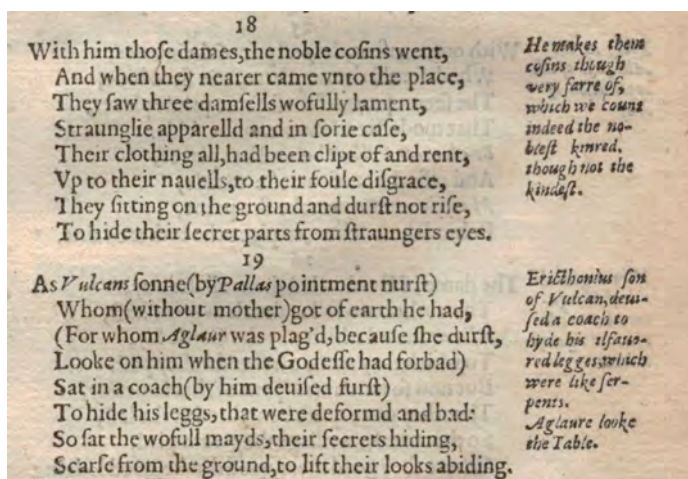 18
With him thoſe dames,the noble coſins went,
And when they nearer came vnto the place,
They ſaw three damſells wofully lament,
Straunglie apparelld and in ſorie caſe,
Their clothing all,had been clipt of and rent,
Vp to their nauells,to their foule diſgrace,
They ſitting on the ground and durſt not riſe,
To hide their ſecret parts from ſtraungers eyes.
He makes them
coſins though
very farre of,
which we count
indeed the no-
bleſt kinred,
though not the
kindeſt.
19
As Vulcans ſonne(by Pallas pointment nurſt)
Whom(without mother)got of earth he had,
(For whom Aglaur was plag'd, becauſe ſhe durſt,
Looke on him when the Godeſſe had forbad)
Sat in a coach(by him deuiſed furſt)
To hide his leggs, that were deformd and bad:
So ſat the wofull mayds,their ſecrets hiding,
Scarſe from the ground,to lift their looks abiding.
Ericthonius ſon
of Vulcan,deui-
ſed a coach to
hyde his ilfauo-
red legges,which
were like ſer-
pents.
Aglaure looke
the Table.